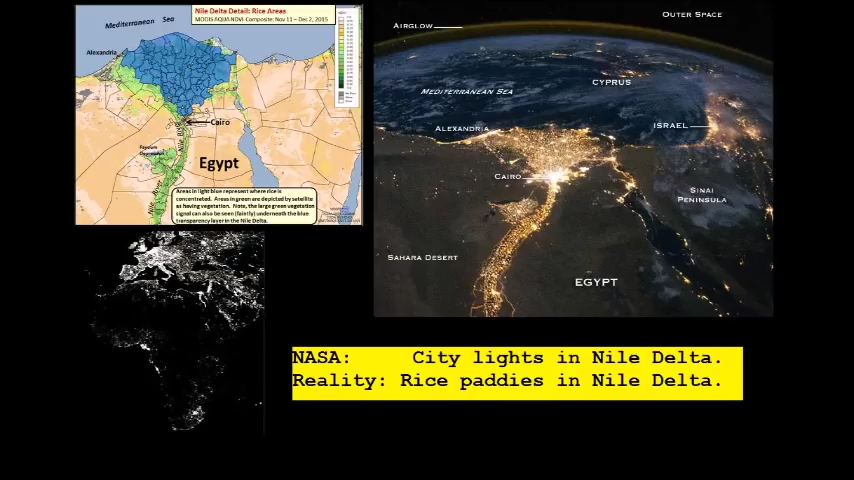 Nile Delta Detail: Rice Areas
MODIS AQUA NDVI Composite: Nov 11 - Dec 2, 2015
Mediterranean Sea
Alexandria
Cairo
Nile
Fayoum
Depression
Egypt
Nile
Areas in light blue represent where rice is
concentrated. Areas in green are depicted by satellite
as having vegetation. Note, the large green vegetation
signal can also be seen (faintly) underneath the blue
transparency layer in the Nile Delta.
AIRGLOW
OUTER SPACE
CYPRUS
MEDITERRANEAN SEA
ALEXANDRIA
ISRAEL
CAIRO
SINAI
PENINSULA
SAHARA DESERT
EGYPT
NASA: City lights in Nile Delta.
Reality: Rice paddies in Nile Delta.